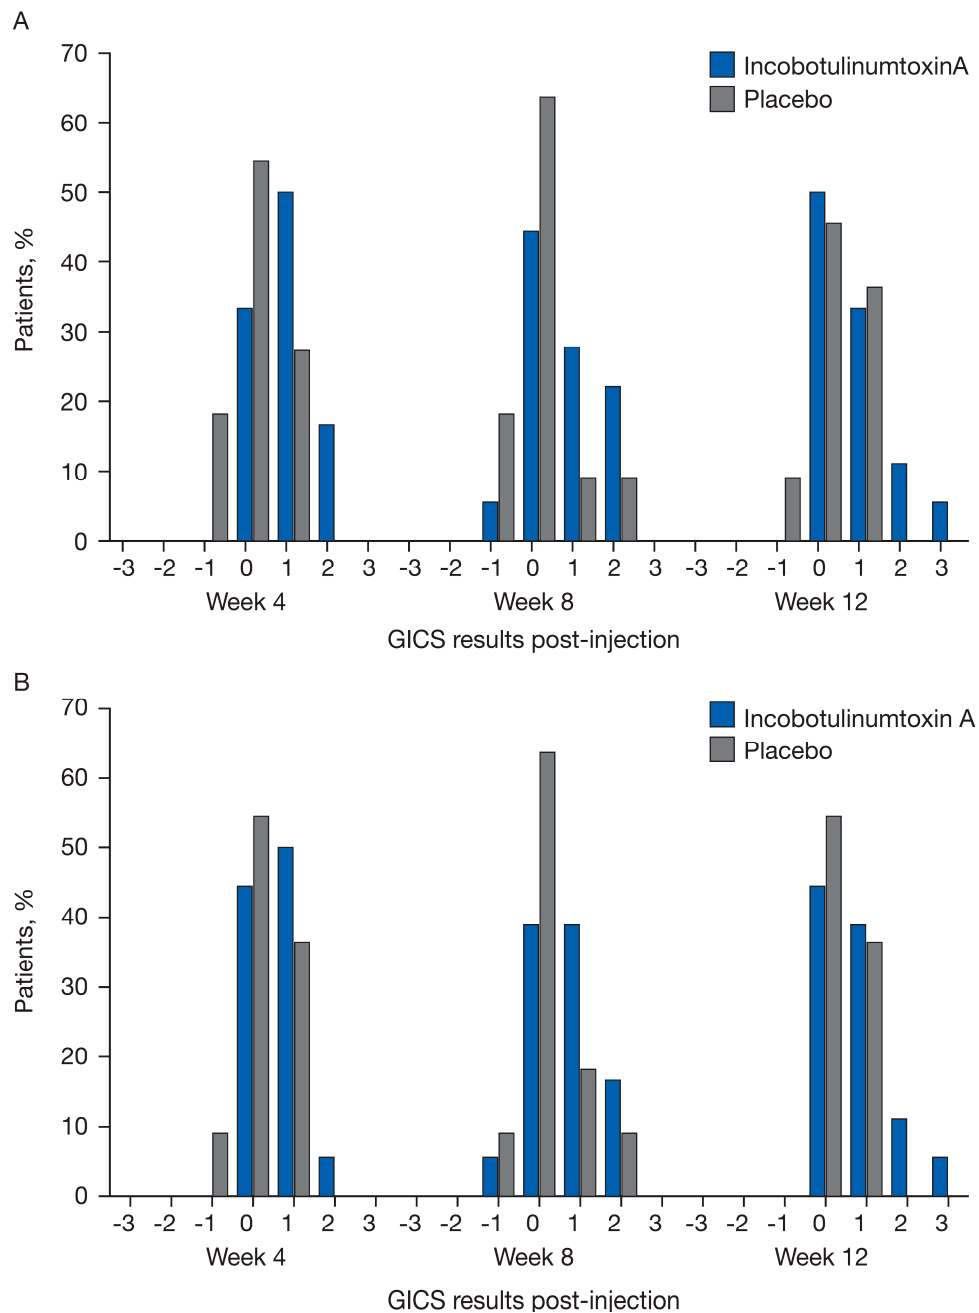 A
70
60
50
40
30
20
10
0
Patients, %
IncobotulinumtoxinA
Placebo
-3 -2 -1 0 1 2 3 -3 -2 -1 0 1 2 3 -3 -2 -1 0 1 2 3
Week 4 Week 8 Week 12
GICS results post-injection
B
70
60
50
40
30
20
10
0
Patients, %
Incobotulinumtoxin A
Placebo
-3 -2 -1 0 1 2 3 -3 -2 -1 0 1 2 3 -3 -2 -1 0 1 2 3
Week 4 Week 8 Week 12
GICS results post-injection